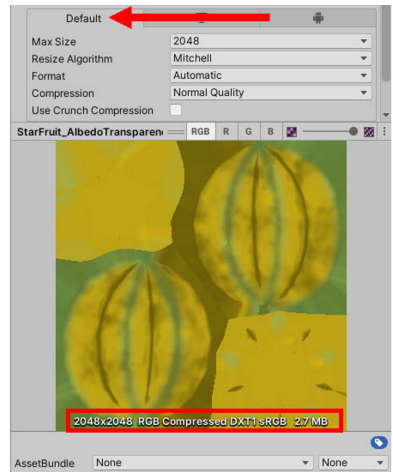 Default
Max Size 2048
Resize Algorithm Mitchell
Format Automatic
Compression Normal Quality
Use Crunch Compression
StarFruit_AlbedoTransparen RGB R G B
2048x2048 RGB Compressed DXT1 sRGB 2.7 MB
AssetBundle None None